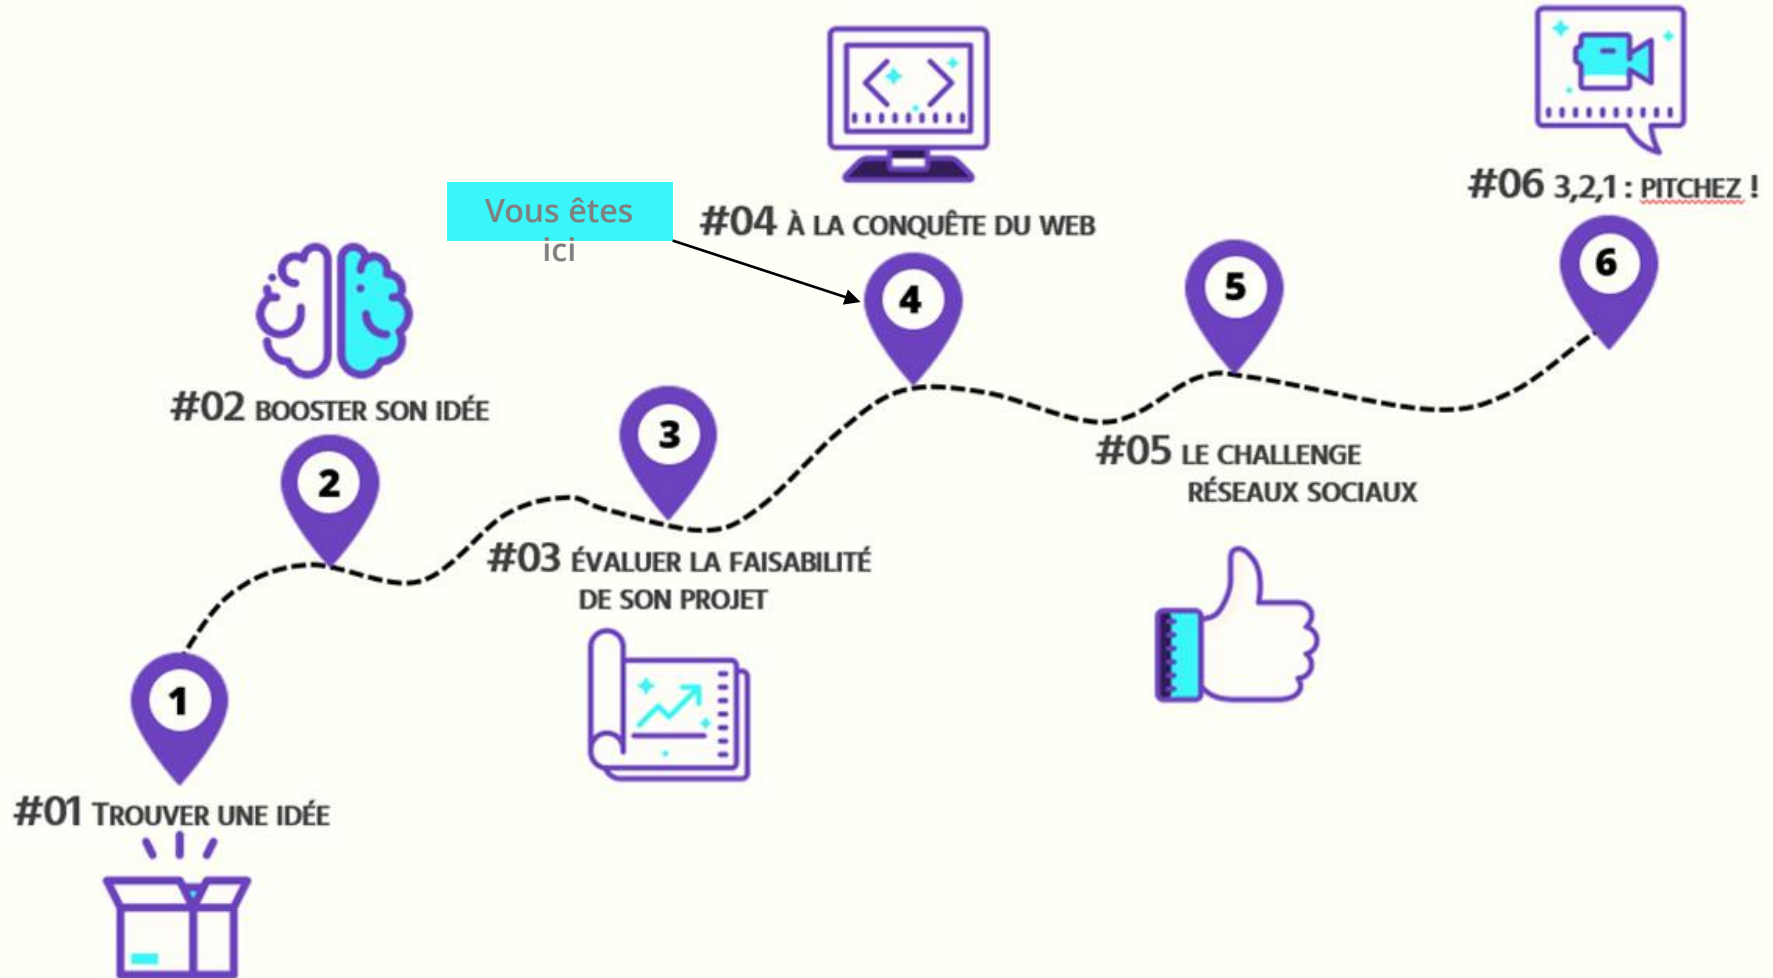 #01 TROUVER UNE IDÉE
1
#02 BOOSTER SON IDÉE
2
3
#03 ÉVALUER LA FAISABILITÉ
DE SON PROJET
Vous êtes
ici
#04 À LA CONQUÊTE DU WEB
4
5
#05 LE CHALLENGE
RÉSEAUX SOCIAUX
#06 3,2,1 : PITCHEZ !
6